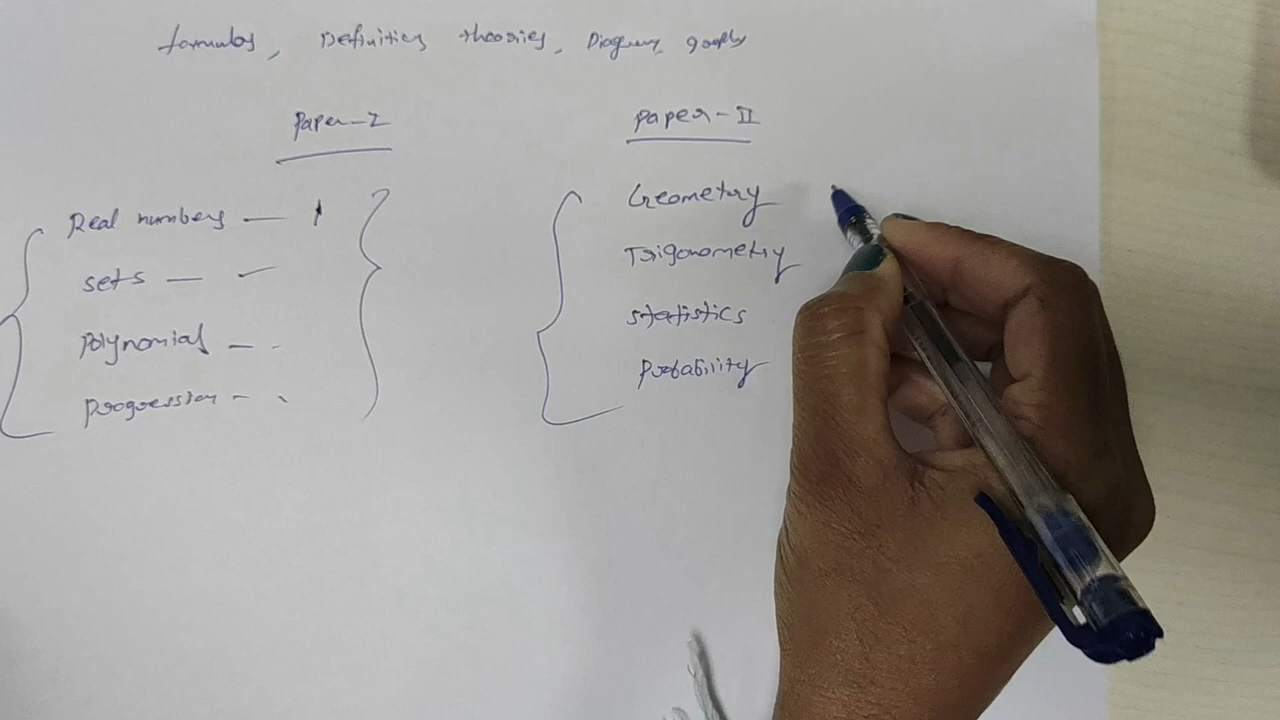 formulas, Definitions theories, Diagrams, graphs
Paper-I
Real numbers —
sets —
Polynomial —
Progression -
Paper-II
Geometry
Trigonometry
Statistics
Probability